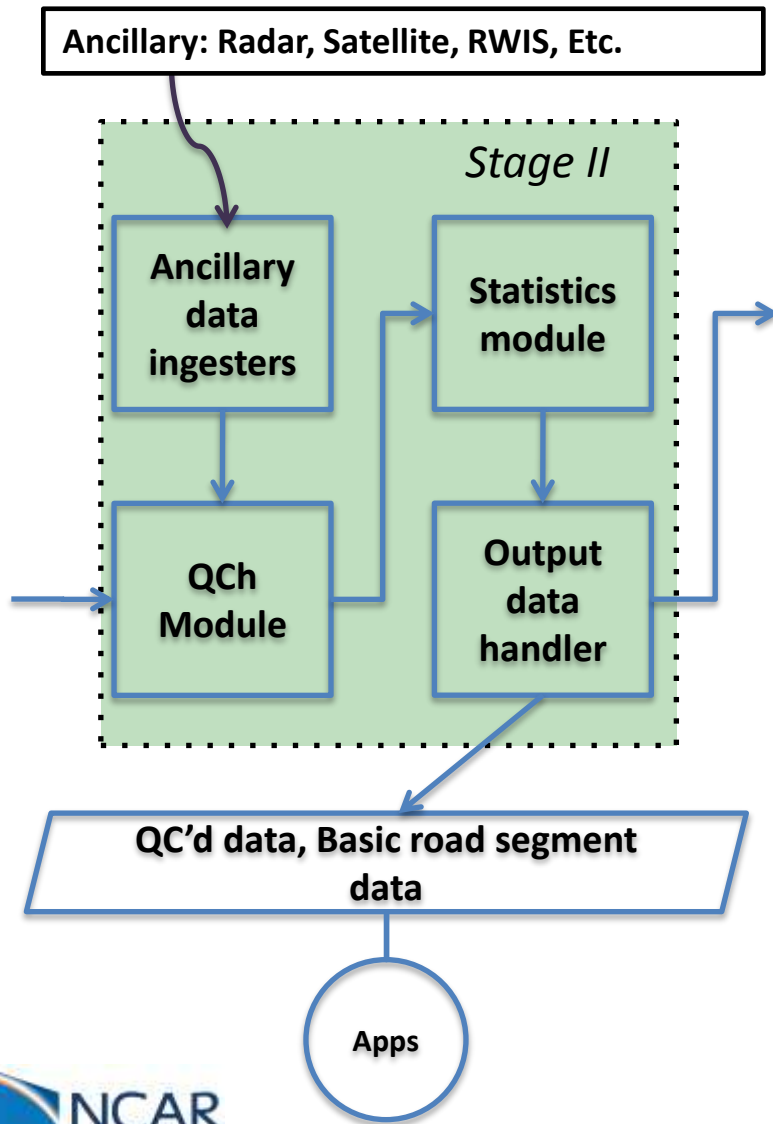 Ancillary: Radar, Satellite, RWIS, Etc.
Stage II
Ancillary
data
ingesters
Statistics
module
QCh
Module
Output
data
handler
QC’d data, Basic road segment
data
Apps
NCAR